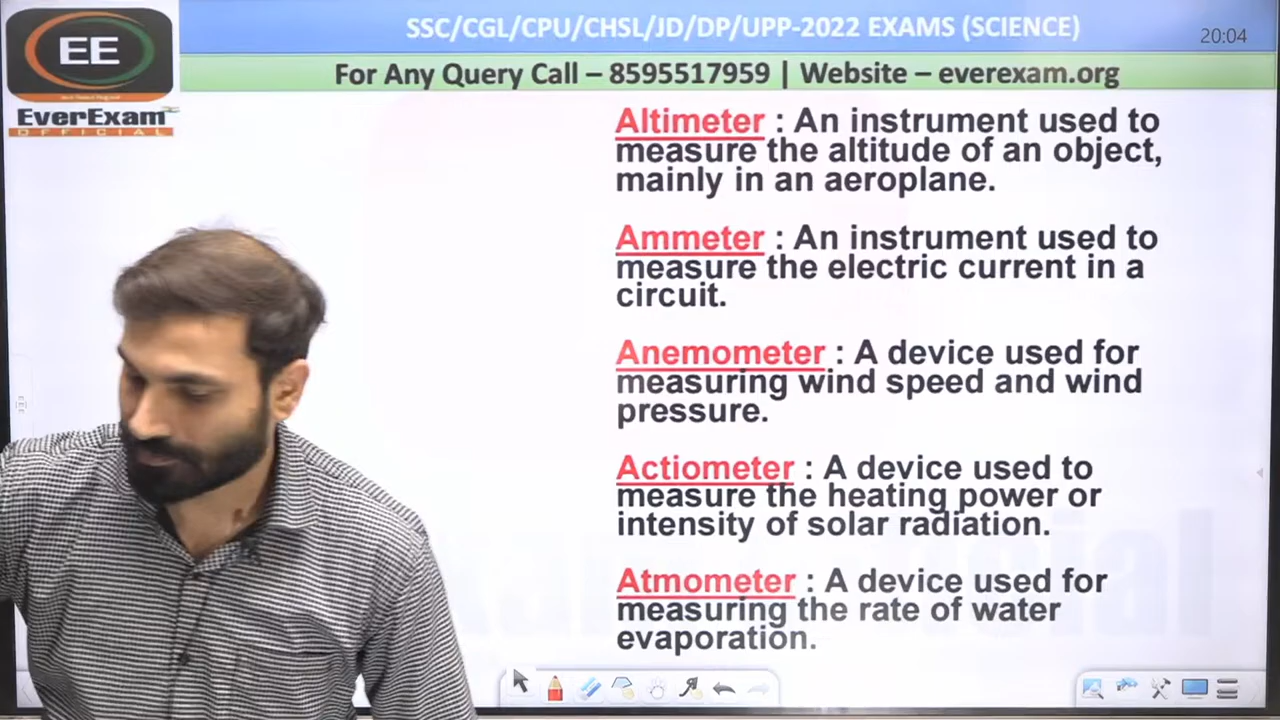 SSC/CGL/CPU/CHSL/JD/DP/UPP-2022 EXAMS (SCIENCE)
20:04
EE
For Any Query Call – 8595517959 | Website – everexam.org
EverExam
OFFICIAL
Altimeter : An instrument used to
measure the altitude of an object,
mainly in an aeroplane.
Ammeter : An instrument used to
measure the electric current in a
circuit.
Anemometer : A device used for
measuring wind speed and wind
pressure.
Actiometer : A device used to
measure the heating power or
intensity of solar radiation.
Atmometer : A device used for
measuring the rate of water
evaporation.